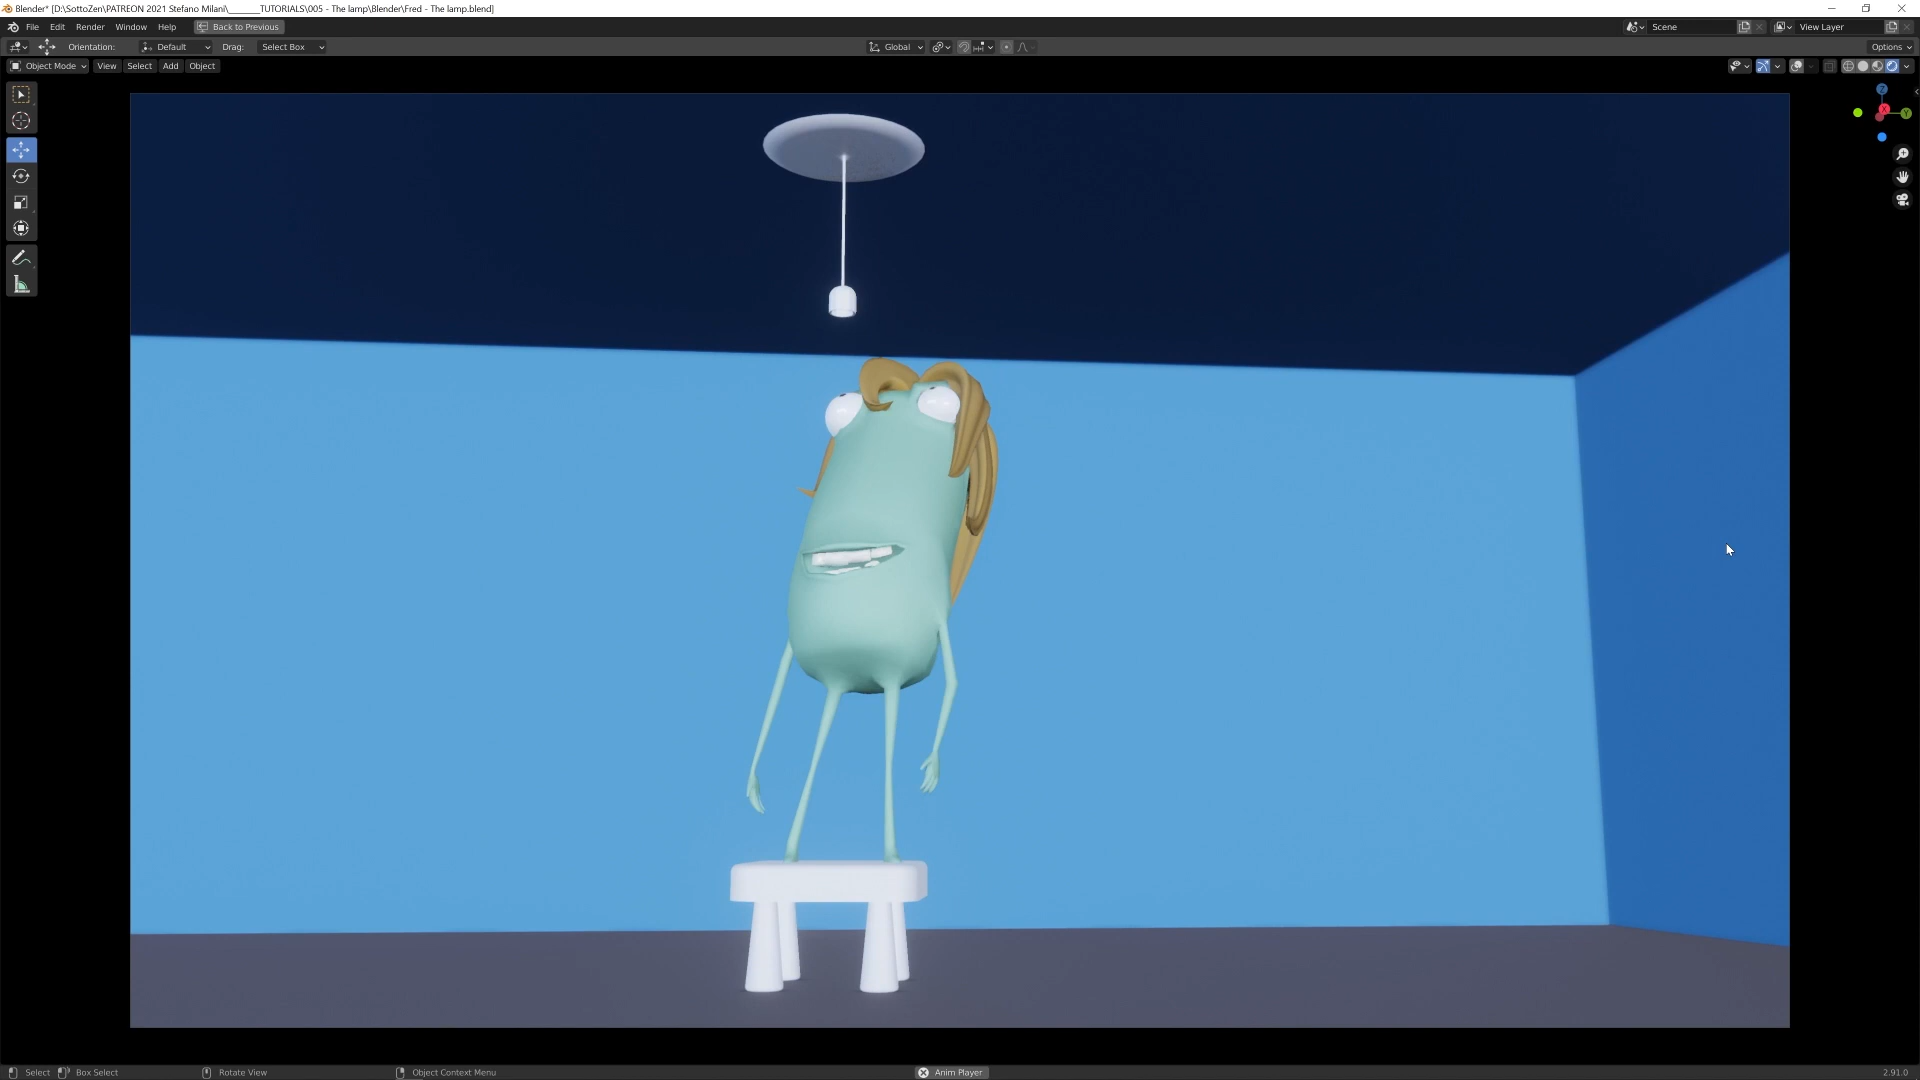 Blender* [D:\SottoZen\PATREON 2021 Stefano Milani\_______TUTORIALS\005 - The lamp\Blender\Fred - The lamp.blend]
File Edit Render Window Help Back to Previous Scene View Layer
Orientation: Default Drag: Select Box Global Options
Object Mode View Select Add Object
Z
X
Y
Select Box Select Rotate View Object Context Menu Anim Player 2.91.0